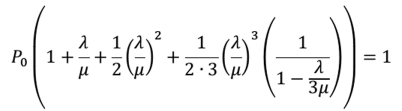 P₀(1 + λ/μ + 1/2 (λ/μ)² + 1/(2·3) (λ/μ)³ (1/(1 − λ/3μ))) = 1